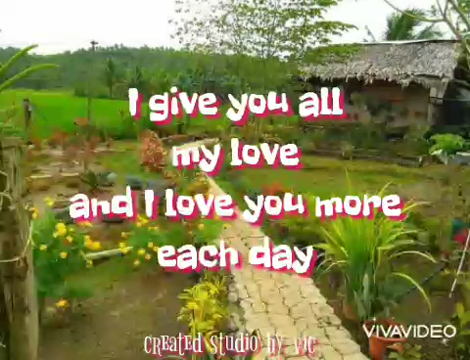 I give you all
my love
and I love you more
each day
VIVAVIDEO
CREATED STUDIO BY VIC